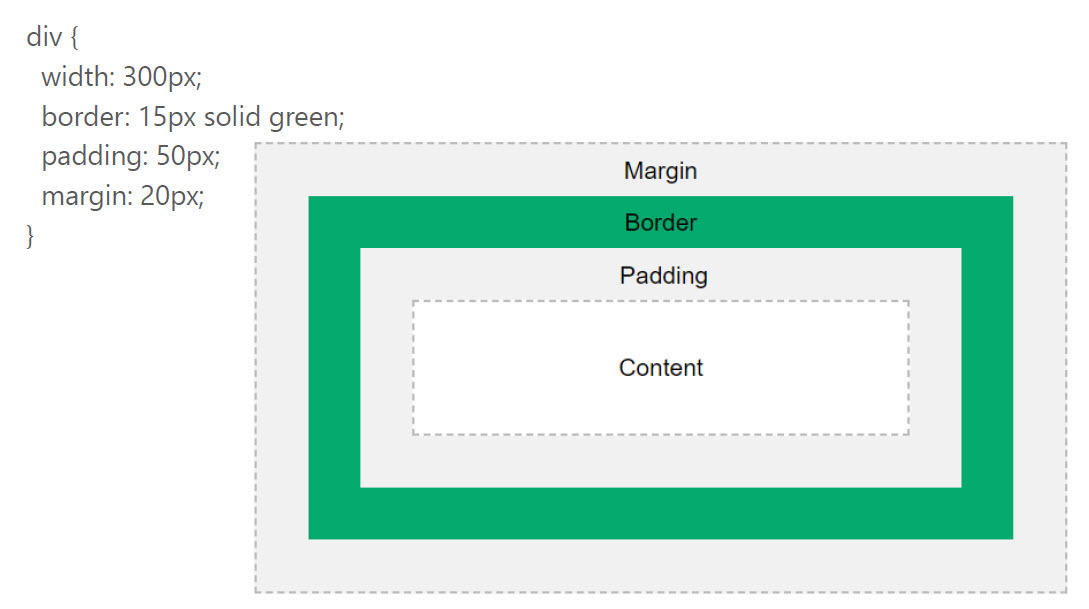 div {
width: 300px;
border: 15px solid green;
padding: 50px;
margin: 20px;
}
Margin
Border
Padding
Content